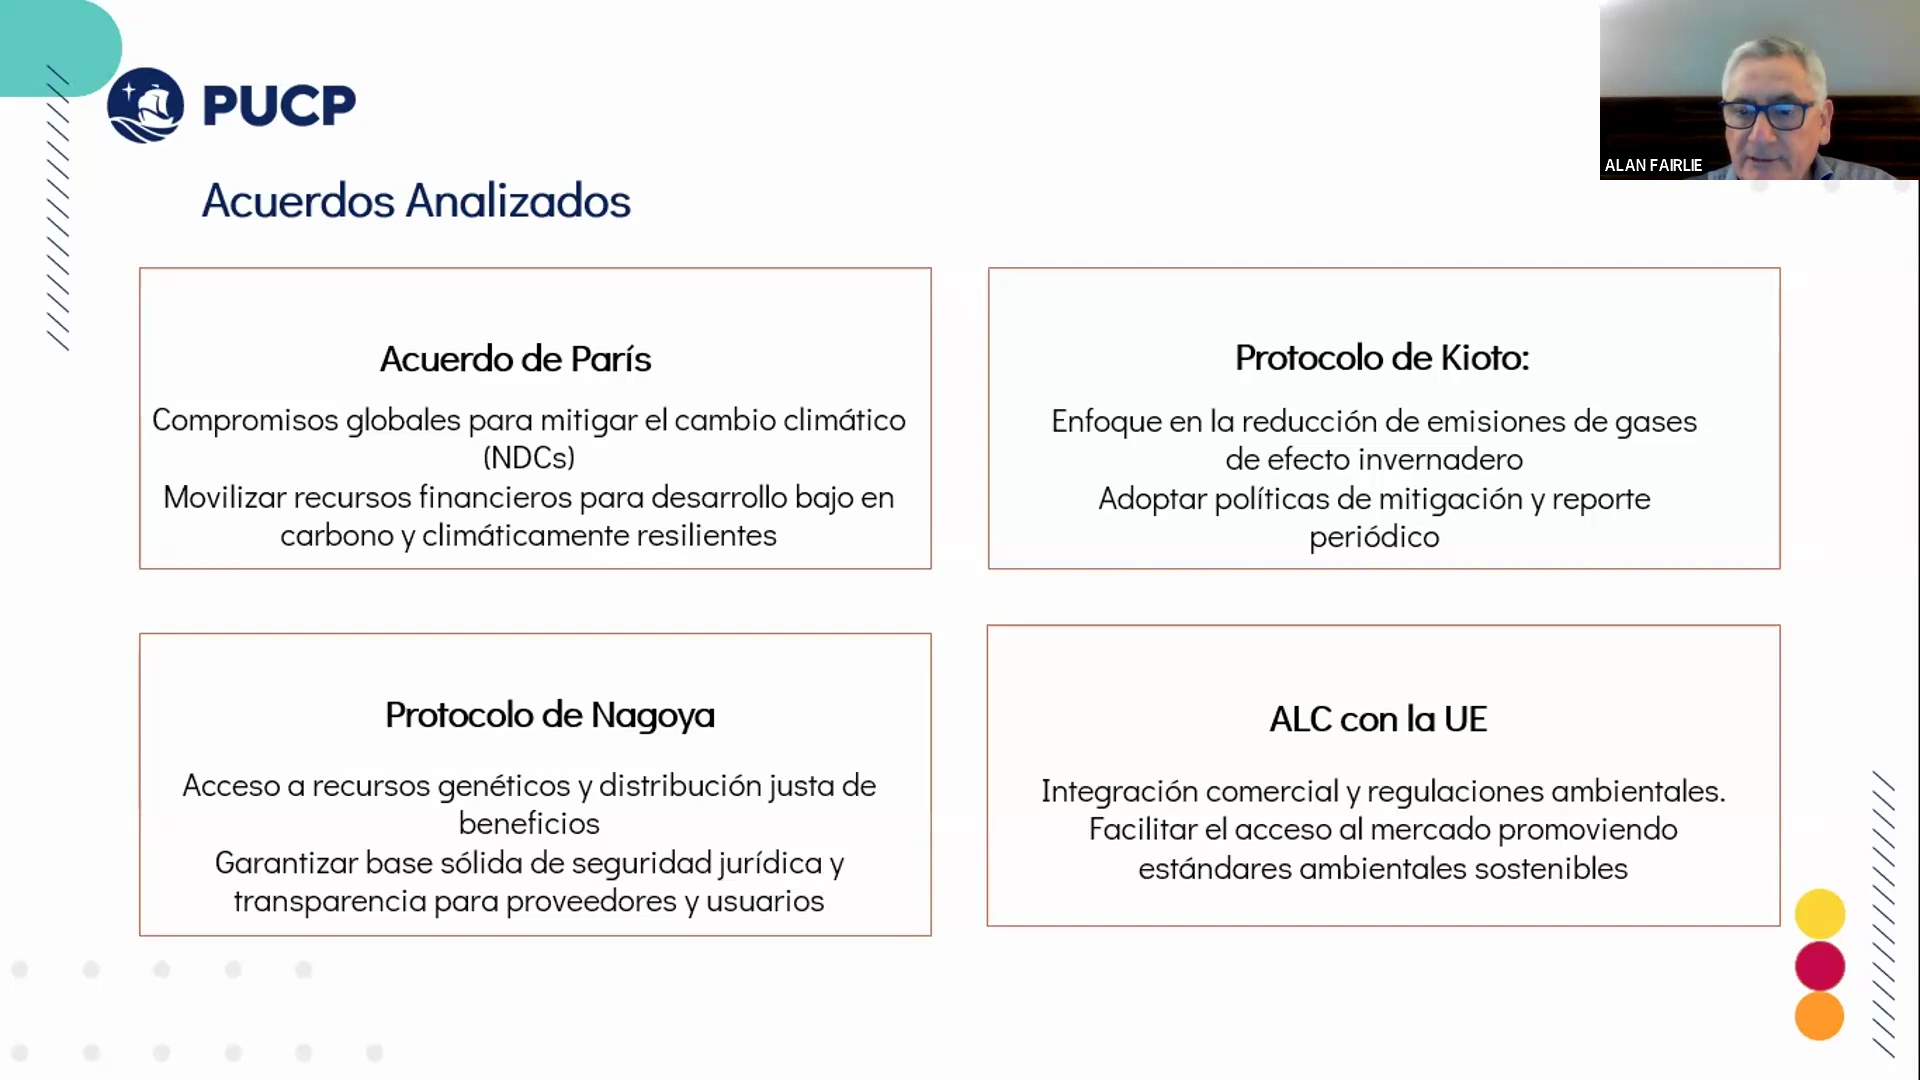 PUCP
ALAN FAIRLIE
Acuerdos Analizados
Acuerdo de París
Compromisos globales para mitigar el cambio climático
(NDCs)
Movilizar recursos financieros para desarrollo bajo en
carbono y climáticamente resilientes
Protocolo de Kioto:
Enfoque en la reducción de emisiones de gases
de efecto invernadero
Adoptar políticas de mitigación y reporte
periódico
Protocolo de Nagoya
Acceso a recursos genéticos y distribución justa de
beneficios
Garantizar base sólida de seguridad jurídica y
transparencia para proveedores y usuarios
ALC con la UE
Integración comercial y regulaciones ambientales.
Facilitar el acceso al mercado promoviendo
estándares ambientales sostenibles